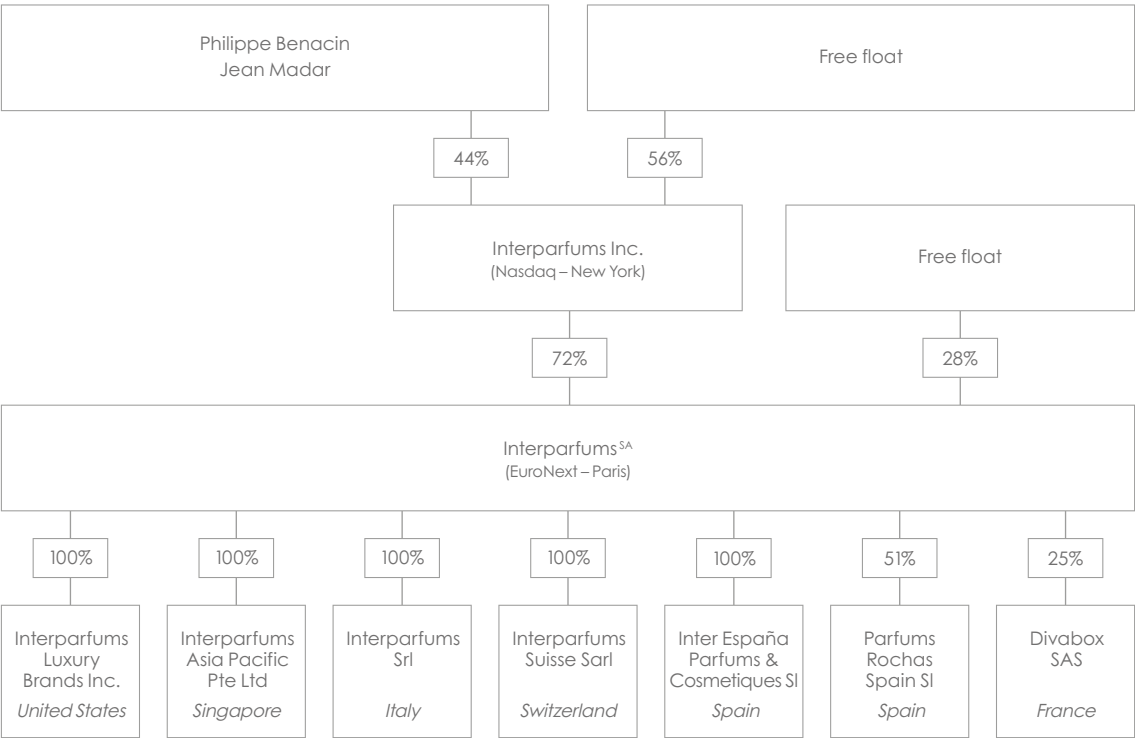 Philippe Benacin
Jean Madar
Free float
44%
56%
Interparfums Inc.
(Nasdaq – New York)
Free float
72%
28%
Interparfums SA
(EuroNext – Paris)
100%
100%
100%
100%
100%
51%
25%
Interparfums
Luxury
Brands Inc.
United States
Interparfums
Asia Pacific
Pte Ltd
Singapore
Interparfums
Srl
Italy
Interparfums
Suisse Sarl
Switzerland
Inter España
Parfums &
Cosmetiques Sl
Spain
Parfums
Rochas
Spain Sl
Spain
Divabox
SAS
France